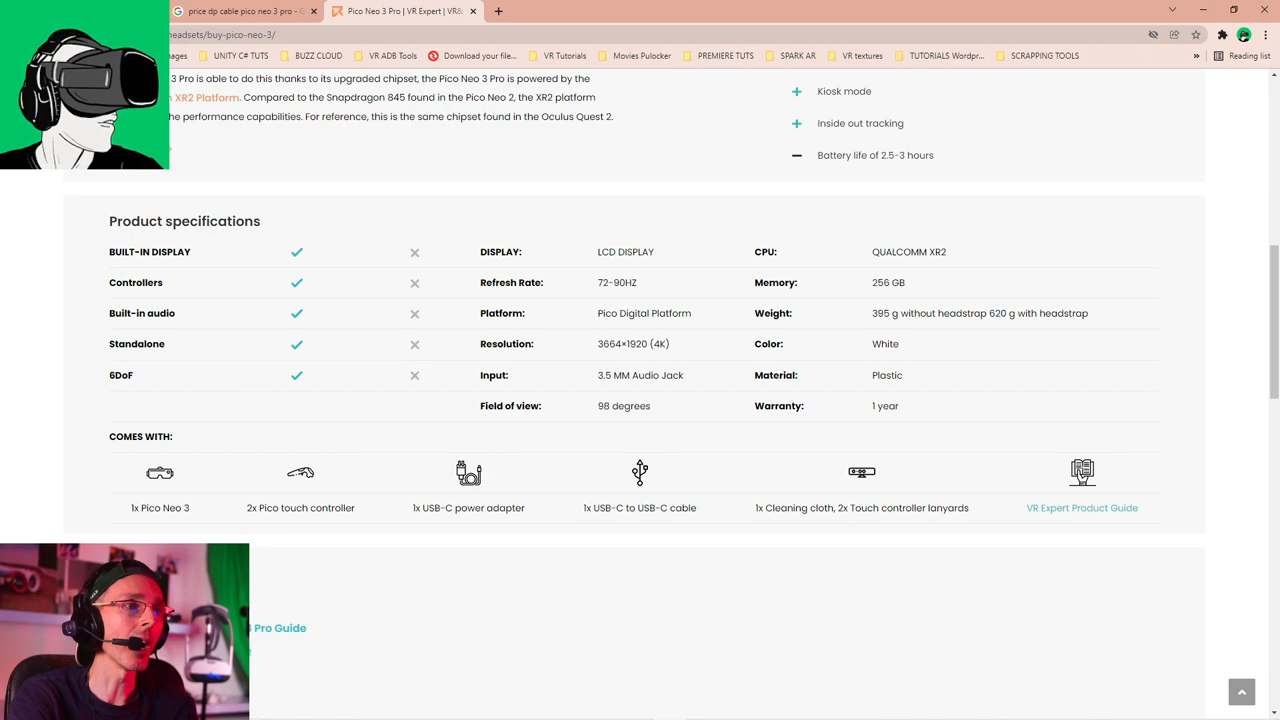 price dp cable pico neo 3 pro - G
Pico Neo 3 Pro | VR Expert | VR&
eadsets/buy-pico-neo-3/
ages
UNITY C# TUTS
BUZZ CLOUD
VR ADB Tools
Download your file...
VR Tutorials
Movies Pulocker
PREMIERE TUTS
SPARK AR
VR textures
TUTORIALS Wordpr...
SCRAPPING TOOLS
»
Reading list
3 Pro is able to do this thanks to its upgraded chipset, the Pico Neo 3 Pro is powered by the
XR2 Platform. Compared to the Snapdragon 845 found in the Pico Neo 2, the XR2 platform
he performance capabilities. For reference, this is the same chipset found in the Oculus Quest 2.
Kiosk mode
Inside out tracking
Battery life of 2.5-3 hours
Product specifications
BUILT-IN DISPLAY DISPLAY: LCD DISPLAY CPU: QUALCOMM XR2
Controllers Refresh Rate: 72-90HZ Memory: 256 GB
Built-in audio Platform: Pico Digital Platform Weight: 395 g without headstrap 620 g with headstrap
Standalone Resolution: 3664×1920 (4K) Color: White
6DoF Input: 3.5 MM Audio Jack Material: Plastic
Field of view: 98 degrees Warranty: 1 year
COMES WITH:
1x Pico Neo 3 2x Pico touch controller 1x USB-C power adapter 1x USB-C to USB-C cable 1x Cleaning cloth, 2x Touch controller lanyards VR Expert Product Guide
Pro Guide